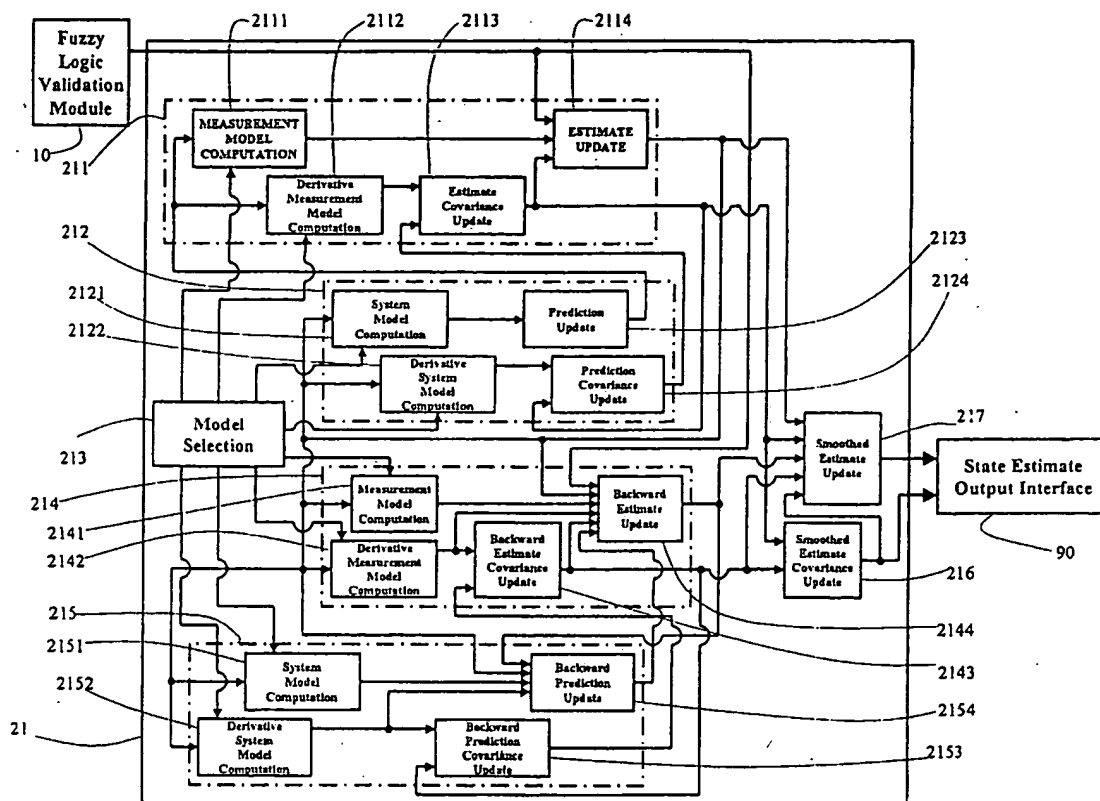 2111
2112
2113
2114
Fuzzy
Logic
Validation
Module
10
211
MEASUREMENT
MODEL
COMPUTATION
ESTIMATE
UPDATE
Derivative
Measurement
Model
Computation
Estimate
Covariance
Update
212
2121
2122
2123
2124
System
Model
Computation
Prediction
Update
Derivative
System
Model
Computation
Prediction
Covariance
Update
Model
Selection
213
217
Smoothed
Estimate
Update
State Estimate
Output Interface
90
214
2141
2142
Measurement
Model
Computation
Backward
Estimate
Update
Derivative
Measurement
Model
Computation
Backward
Estimate
Covariance
Update
Smoothed
Estimate
Covariance
Update
216
215
2151
2152
21
2144
2143
2154
2153
System
Model
Computation
Backward
Prediction
Update
Derivative
System
Model
Computation
Backward
Prediction
Covariance
Update